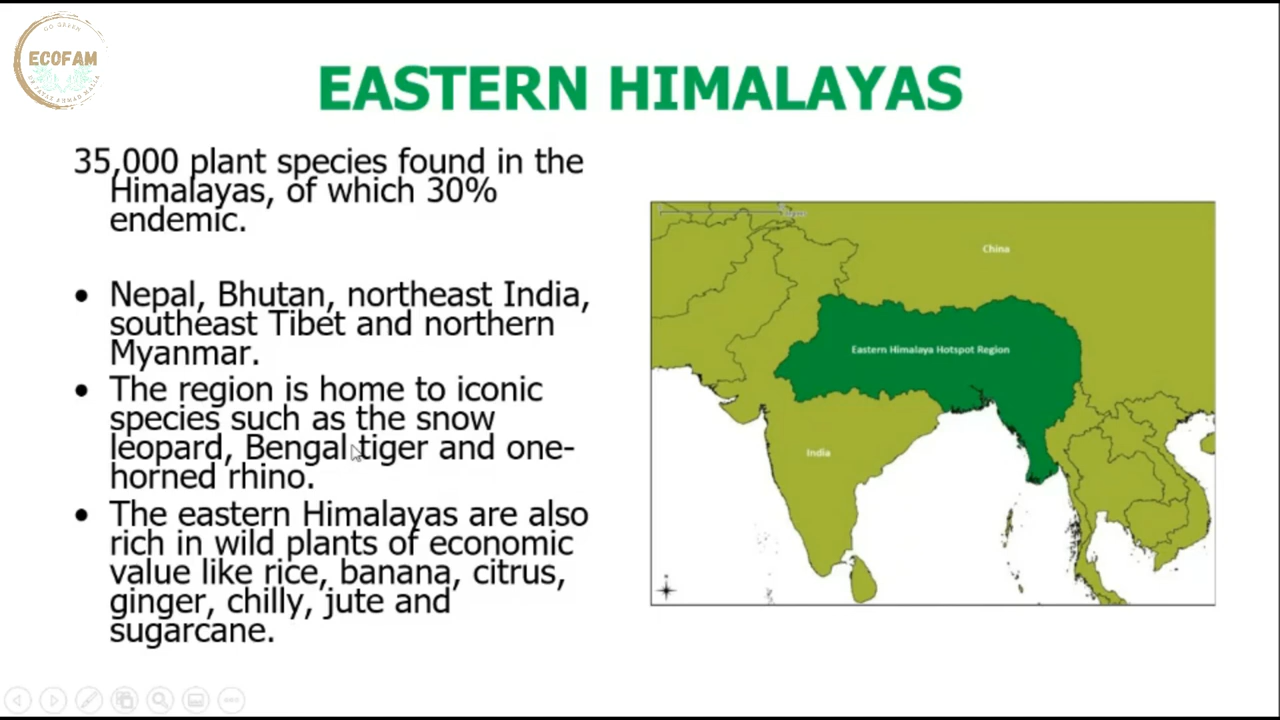 GO GREEN
ECOFAM
EASTERN HIMALAYAS
35,000 plant species found in the
Himalayas, of which 30%
endemic.
• Nepal, Bhutan, northeast India,
southeast Tibet and northern
Myanmar.
• The region is home to iconic
species such as the snow
leopard, Bengal tiger and one-
horned rhino.
• The eastern Himalayas are also
rich in wild plants of economic
value like rice, banana, citrus,
ginger, chilly, jute and
sugarcane.
China
Eastern Himalaya Hotspot Region
India